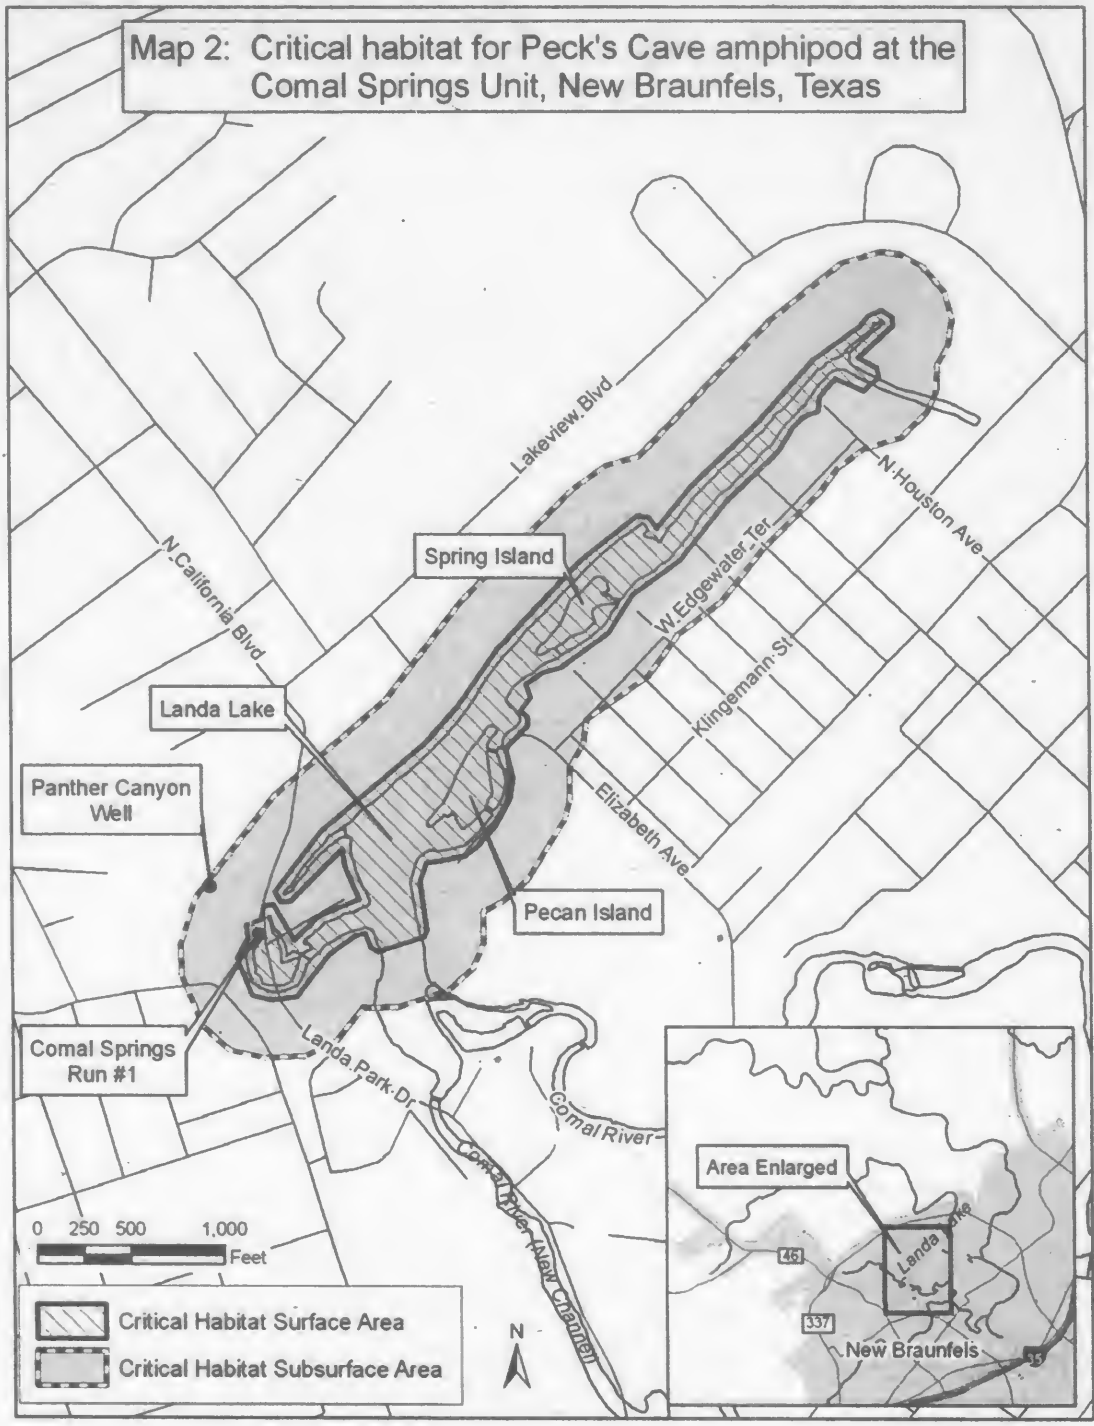 Map 2: Critical habitat for Peck's Cave amphipod at the
Comal Springs Unit, New Braunfels, Texas
Lakeview Blvd
N Houston Ave
Spring Island
W Edgewater Ter
N California Blvd
Klingemann St
Landa Lake
Panther Canyon
Well
Elizabeth Ave
Pecan Island
Comal Springs
Run #1
Landa Park Dr
Comal River
Comal River (New Channel)
Area Enlarged
Landa Lake
46
337
New Braunfels
35
0 250 500 1,000
Feet
Critical Habitat Surface Area
Critical Habitat Subsurface Area
N